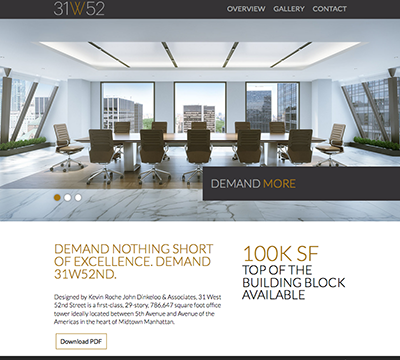 31W52
OVERVIEW GALLERY CONTACT
DEMAND MORE
DEMAND NOTHING SHORT
OF EXCELLENCE. DEMAND
31W52ND.
Designed by Kevin Roche John Dinkeloo & Associates, 31 West
52nd Street is a first-class, 29-story, 786,647 square foot office
tower ideally located between 5th Avenue and Avenue of the
Americas in the heart of Midtown Manhattan.
Download PDF
100K SF
TOP OF THE
BUILDING BLOCK
AVAILABLE